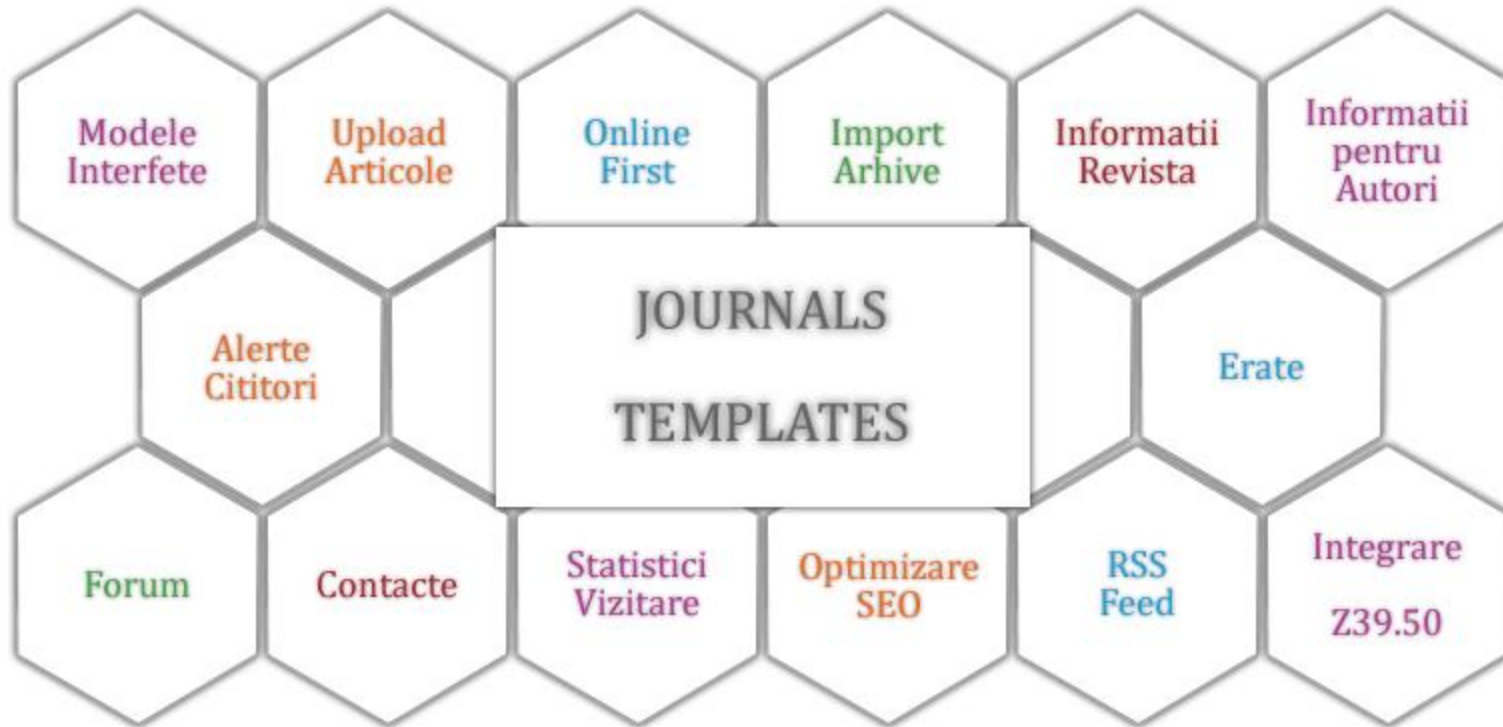 Modele
Interfete
Upload
Articole
Online
First
Import
Arhive
Informatii
Revista
Informatii
pentru
Autori
Alerte
Cititori
JOURNALS
TEMPLATES
Erate
Forum
Contacte
Statistici
Vizitare
Optimizare
SEO
RSS
Feed
Integrare
Z39.50